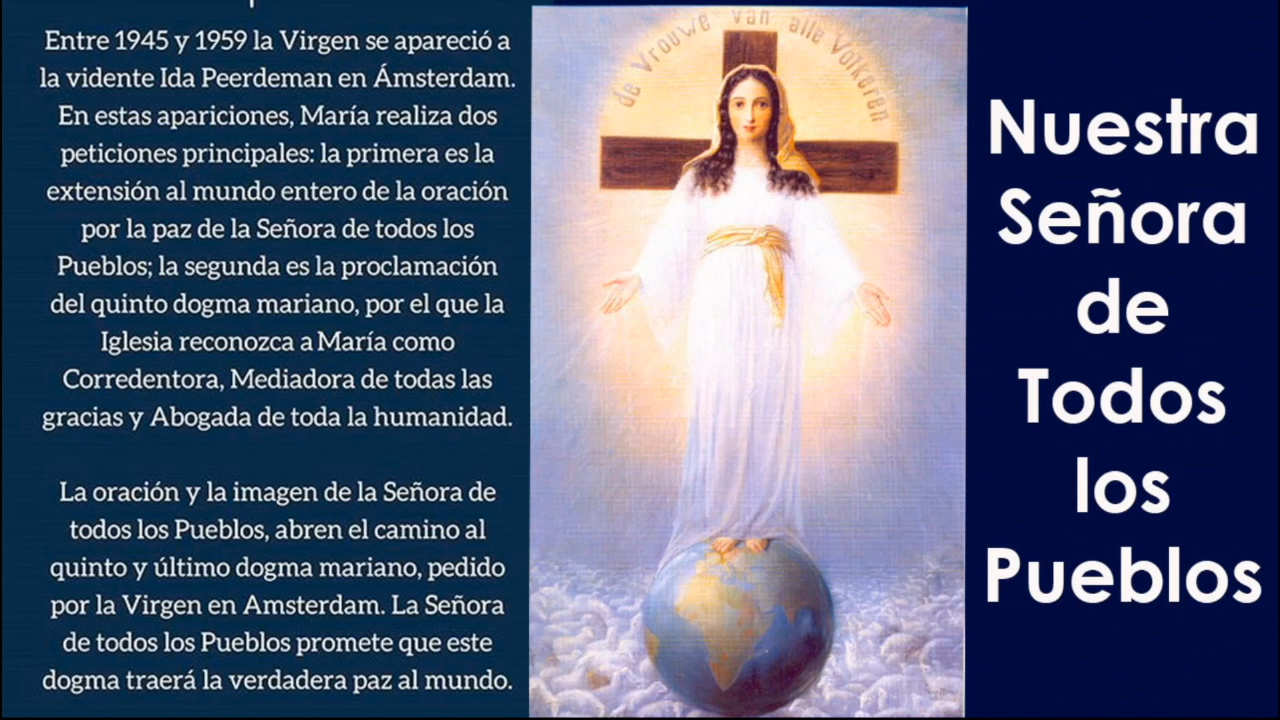 Entre 1945 y 1959 la Virgen se apareció a
la vidente Ida Peerdeman en Ámsterdam.
En estas apariciones, María realiza dos
peticiones principales: la primera es la
extensión al mundo entero de la oración
por la paz de la Señora de todos los
Pueblos; la segunda es la proclamación
del quinto dogma mariano, por el que la
Iglesia reconozca a María como
Corredentora, Mediadora de todas las
gracias y Abogada de toda la humanidad.
La oración y la imagen de la Señora de
todos los Pueblos, abren el camino al
quinto y último dogma mariano, pedido
por la Virgen en Amsterdam. La Señora
de todos los Pueblos promete que este
dogma traerá la verdadera paz al mundo.
de Vrouwe van alle Volkeren
Nuestra
Señora
de
Todos
los
Pueblos